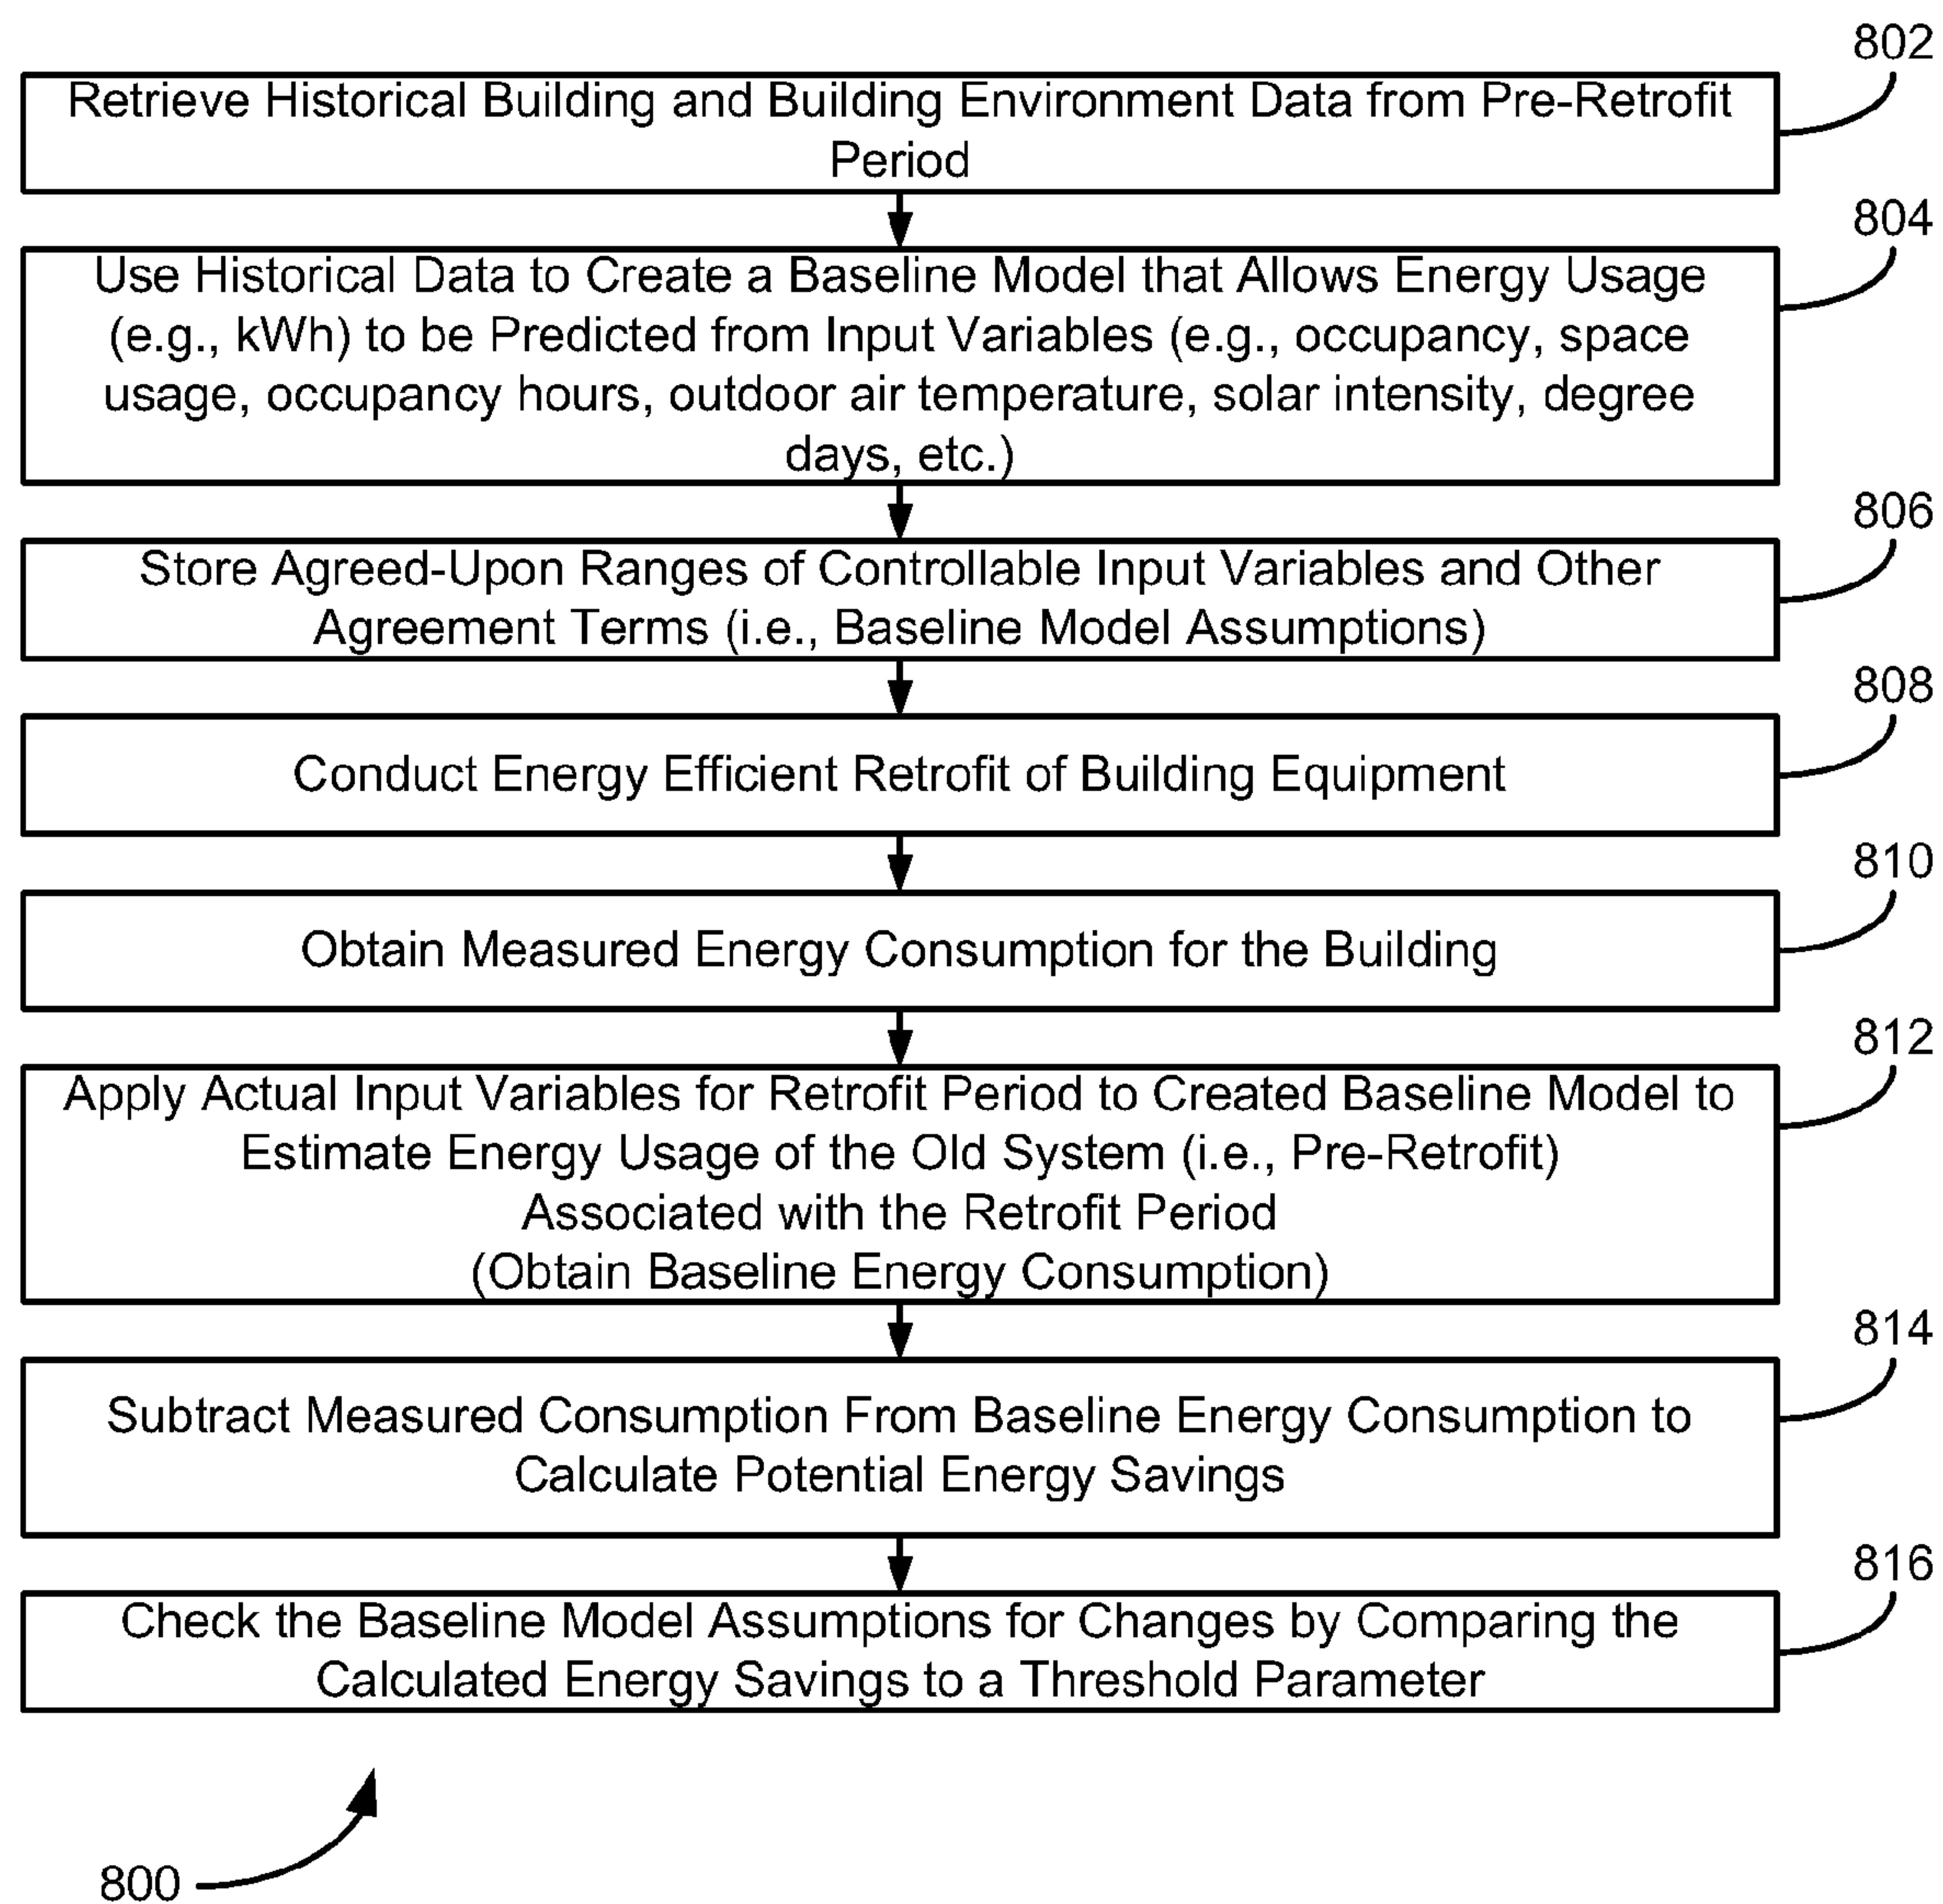 802
Retrieve Historical Building and Building Environment Data from Pre-Retrofit
Period
804
Use Historical Data to Create a Baseline Model that Allows Energy Usage
(e.g., kWh) to be Predicted from Input Variables (e.g., occupancy, space
usage, occupancy hours, outdoor air temperature, solar intensity, degree
days, etc.)
806
Store Agreed-Upon Ranges of Controllable Input Variables and Other
Agreement Terms (i.e., Baseline Model Assumptions)
808
Conduct Energy Efficient Retrofit of Building Equipment
810
Obtain Measured Energy Consumption for the Building
812
Apply Actual Input Variables for Retrofit Period to Created Baseline Model to
Estimate Energy Usage of the Old System (i.e., Pre-Retrofit)
Associated with the Retrofit Period
(Obtain Baseline Energy Consumption)
814
Subtract Measured Consumption From Baseline Energy Consumption to
Calculate Potential Energy Savings
816
Check the Baseline Model Assumptions for Changes by Comparing the
Calculated Energy Savings to a Threshold Parameter
800